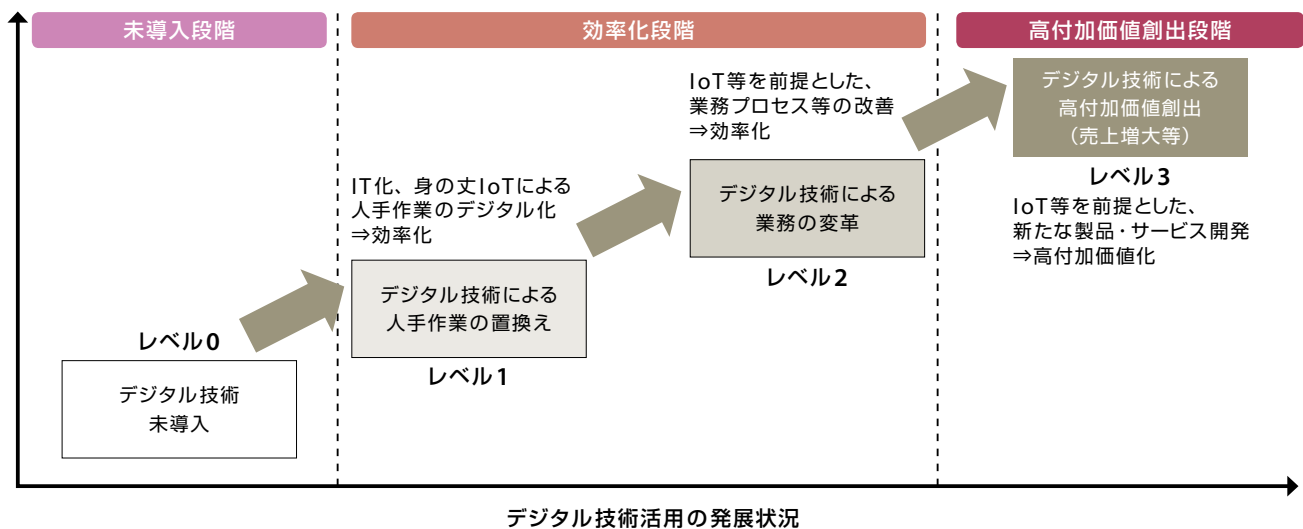 未導入段階
効率化段階
高付加価値創出段階
レベル0
デジタル技術
未導入
IT化、身の丈IoTによる
人手作業のデジタル化
⇒効率化
デジタル技術による
人手作業の置換え
レベル1
IoT等を前提とした、
業務プロセス等の改善
⇒効率化
デジタル技術による
業務の変革
レベル2
デジタル技術による
高付加価値創出
（売上増大等）
レベル3
IoT等を前提とした、
新たな製品・サービス開発
⇒高付加価値化
デジタル技術活用の発展状況